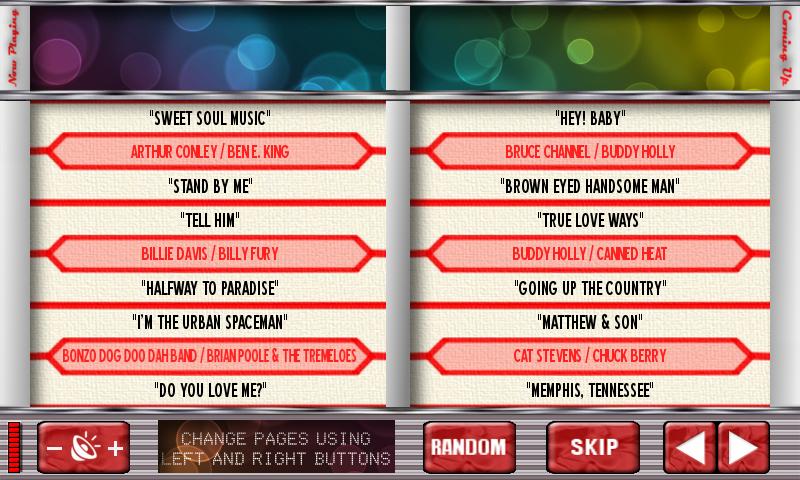 Now Playing
Coming Up
"SWEET SOUL MUSIC"
ARTHUR CONLEY / BEN E. KING
"STAND BY ME"
"TELL HIM"
BILLIE DAVIS / BILLY FURY
"HALFWAY TO PARADISE"
"I'M THE URBAN SPACEMAN"
BONZO DOG DOO DAH BAND / BRIAN POOLE & THE TREMELOES
"DO YOU LOVE ME?"
"HEY! BABY"
BRUCE CHANNEL / BUDDY HOLLY
"BROWN EYED HANDSOME MAN"
"TRUE LOVE WAYS"
BUDDY HOLLY / CANNED HEAT
"GOING UP THE COUNTRY"
"MATTHEW & SON"
CAT STEVENS / CHUCK BERRY
"MEMPHIS, TENNESSEE"
- +
CHANGE PAGES USING
LEFT AND RIGHT BUTTONS
RANDOM
SKIP